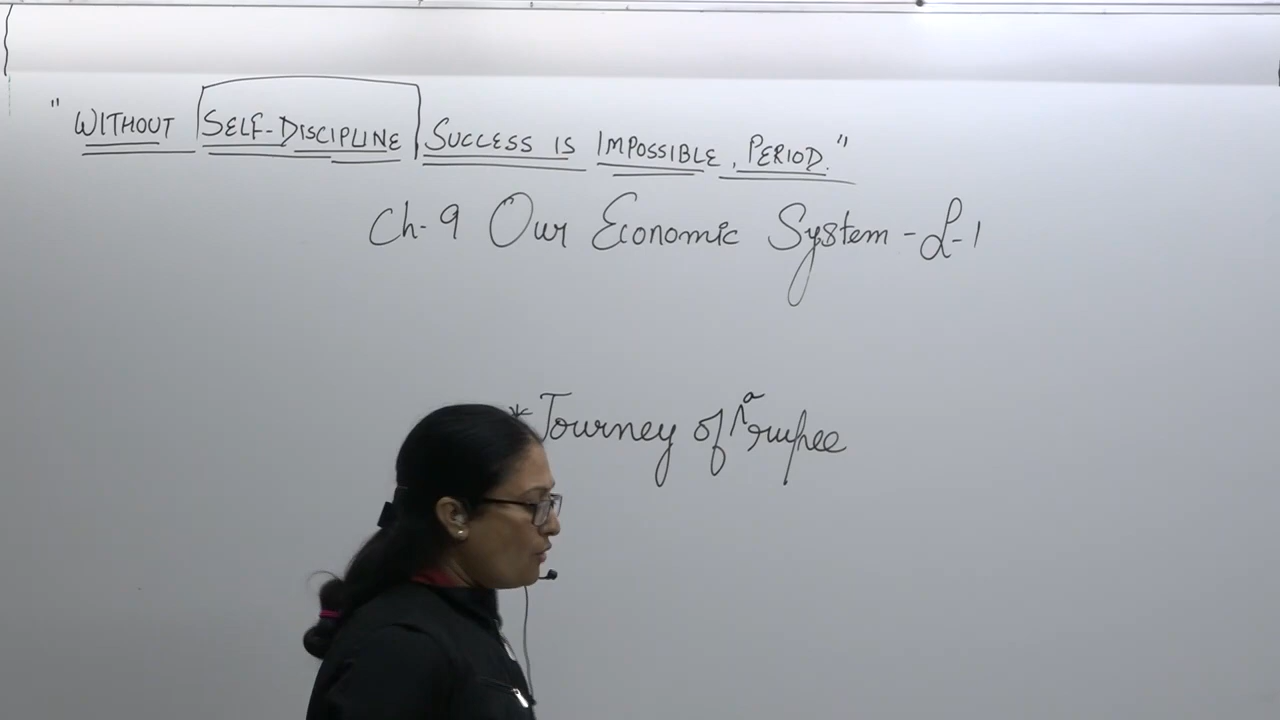 "WITHOUT SELF-DISCIPLINE SUCCESS IS IMPOSSIBLE, PERIOD."
Ch-9 Our Economic System - L-1
* Journey of a rupee